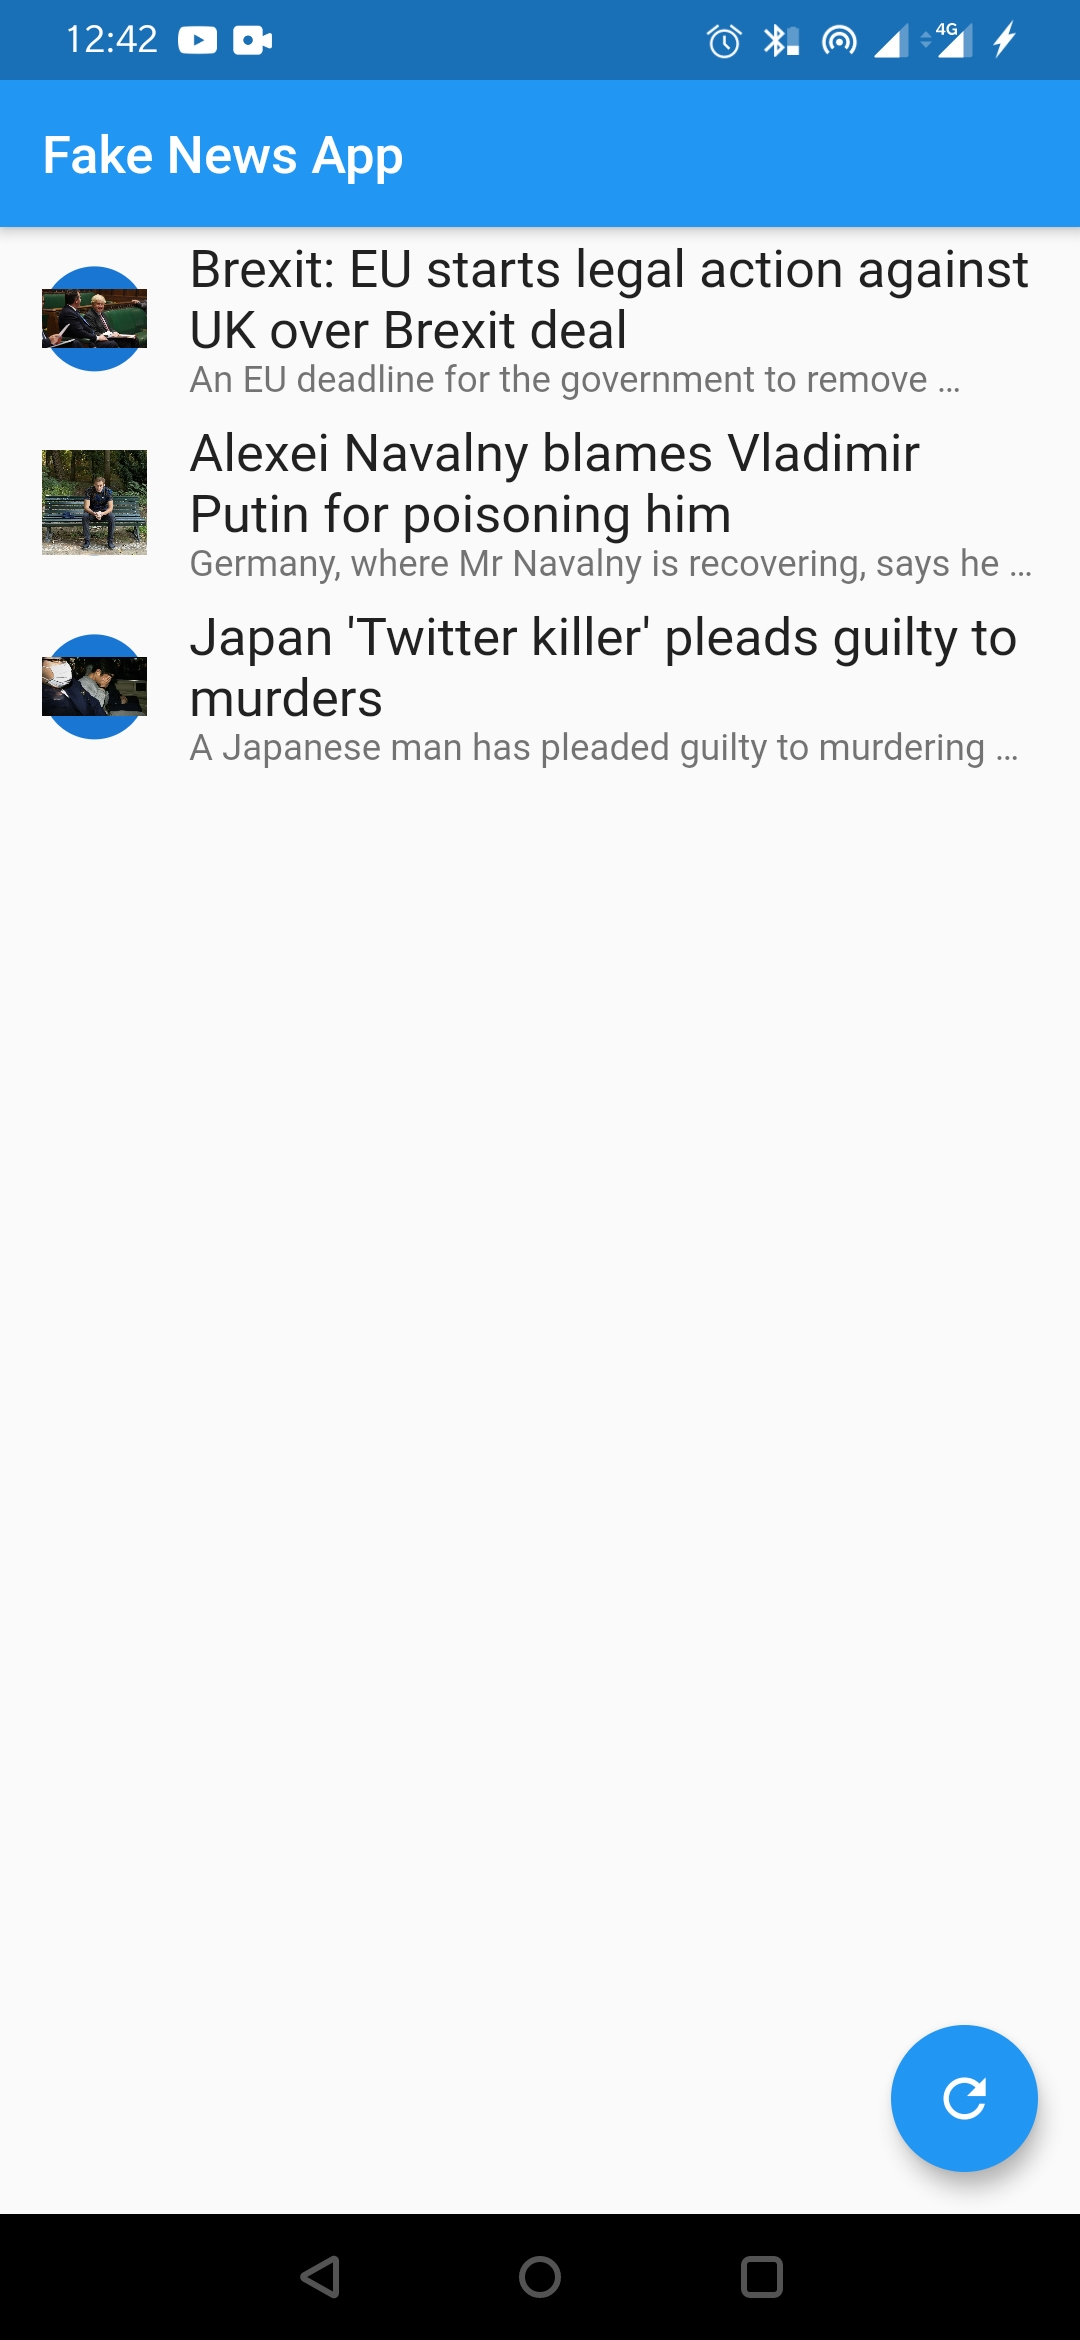 12:42
4G
Fake News App
Brexit: EU starts legal action against
UK over Brexit deal
An EU deadline for the government to remove …
Alexei Navalny blames Vladimir
Putin for poisoning him
Germany, where Mr Navalny is recovering, says he …
Japan 'Twitter killer' pleads guilty to
murders
A Japanese man has pleaded guilty to murdering …